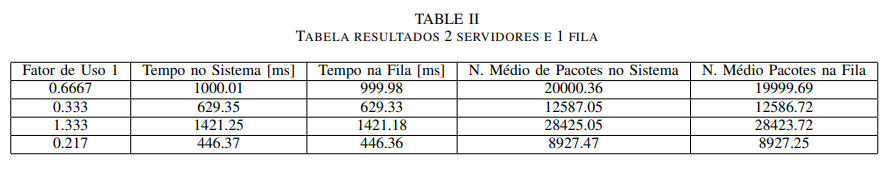 TABLE II
TABELA RESULTADOS 2 SERVIDORES E 1 FILA
Fator de Uso 1 Tempo no Sistema [ms] Tempo na Fila [ms] N. Médio de Pacotes no Sistema N. Médio Pacotes na Fila
0.6667 1000.01 999.98 20000.36 19999.69
0.333 629.35 629.33 12587.05 12586.72
1.333 1421.25 1421.18 28425.05 28423.72
0.217 446.37 446.36 8927.47 8927.25